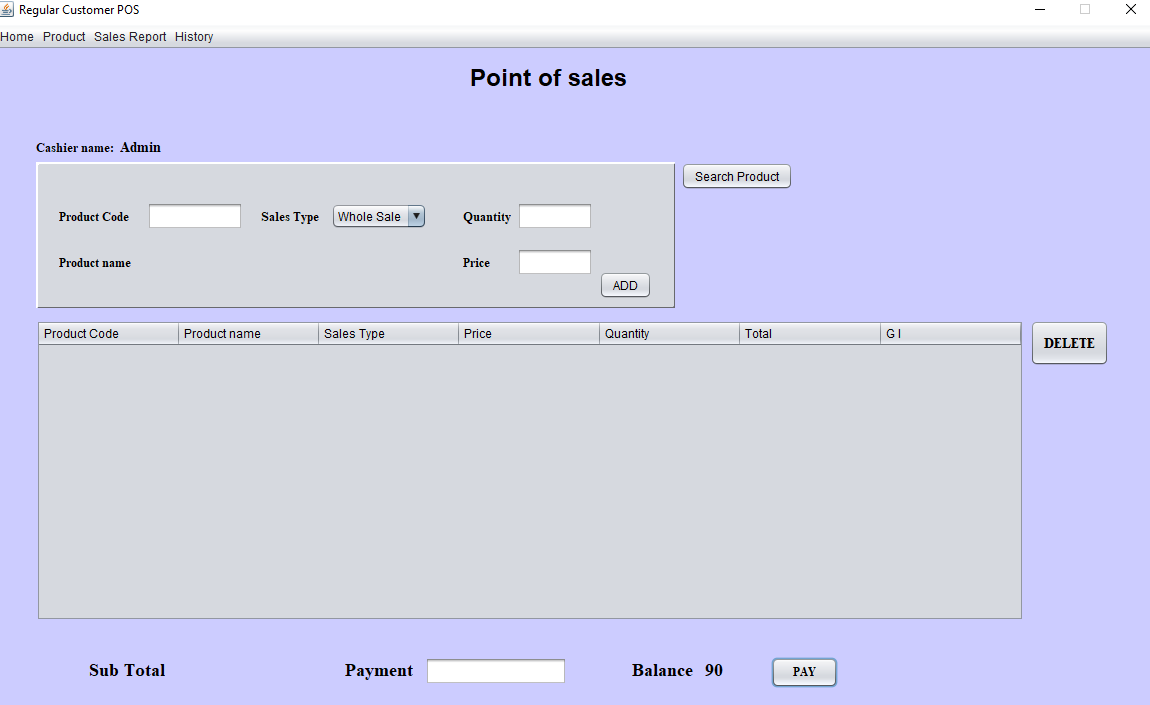 Regular Customer POS
Home Product Sales Report History
Point of sales
Cashier name: Admin
Search Product
Product Code Sales Type Whole Sale Quantity
Product name Price
ADD
Product Code Product name Sales Type Price Quantity Total G I
DELETE
Sub Total Payment Balance 90 PAY